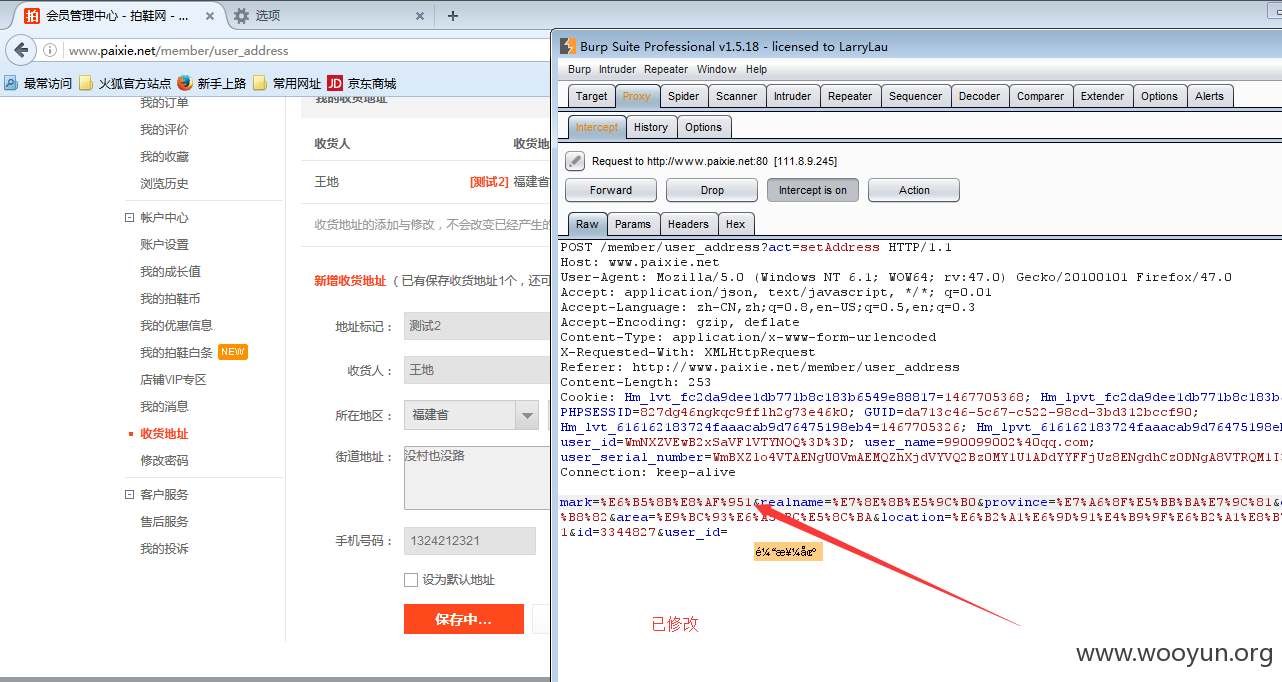 会员管理中心 - 拍鞋网 - ...
选项
www.paixie.net/member/user_address
最常访问 火狐官方站点 新手上路 常用网址 JD 京东商城
我的订单
我的评价
我的收藏
浏览历史
帐户中心
账户设置
我的成长值
我的拍鞋币
我的优惠信息
我的拍鞋白条 NEW
店铺VIP专区
我的消息
收货地址
修改密码
客户服务
售后服务
我的投诉
我的收货地址
收货人 收货地
王地 [测试2] 福建省
收货地址的添加与修改，不会改变已经产生的
新增收货地址 （已有保存收货地址1个，还可
地址标记： 测试2
收货人： 王地
所在地区： 福建省
街道地址： 没村也没路
手机号码： 1324212321
设为默认地址
保存中...
Burp Suite Professional v1.5.18 - licensed to LarryLau
Burp Intruder Repeater Window Help
Target Proxy Spider Scanner Intruder Repeater Sequencer Decoder Comparer Extender Options Alerts
Intercept History Options
Request to http://www.paixie.net:80 [111.8.9.245]
Forward Drop Intercept is on Action
Raw Params Headers Hex
POST /member/user_address?act=setAddress HTTP/1.1
Host: www.paixie.net
User-Agent: Mozilla/5.0 (Windows NT 6.1; WOW64; rv:47.0) Gecko/20100101 Firefox/47.0
Accept: application/json, text/javascript, */*; q=0.01
Accept-Language: zh-CN,zh;q=0.8,en-US;q=0.5,en;q=0.3
Accept-Encoding: gzip, deflate
Content-Type: application/x-www-form-urlencoded
X-Requested-With: XMLHttpRequest
Referer: http://www.paixie.net/member/user_address
Content-Length: 253
Cookie: Hm_lvt_fc2da9dee1db771b8c183b6549e88817=1467705368; Hm_lpvt_fc2da9dee1db771b8c183b
PHPSESSID=827dg46ngkqc9ff1h2g73e46k0; GUID=da713c46-5c67-c522-98cd-3bd312bccf90;
Hm_lvt_616162183724faaacab9d76475198eb4=1467705326; Hm_lpvt_616162183724faaacab9d76475198eb
user_id=WmNXZVEwB2xSaVFlVTYNOQ%3D%3D; user_name=990099002%40qq.com;
user_serial_number=WmBXZ1o4VTAENgU0VmAEMQZhXjdVYVQ2BzOMY1U1ADdYYFFjUz8ENgdhCzODNgA8VTRQM1I
Connection: keep-alive
mark=%E6%B5%8B%E8%AF%951&realname=%E7%8E%8B%E5%9C%B0&province=%E7%A6%8F%E5%BB%BA%E7%9C%81&
%B8%82&area=%E9%BC%93%E6%A5%BC%E5%8C%BA&location=%E6%B2%A1%E6%9D%91%E4%B9%9F%E6%B2%A1%E8%B
1&id=3344827&user_id=
已修改
www.wooyun.org